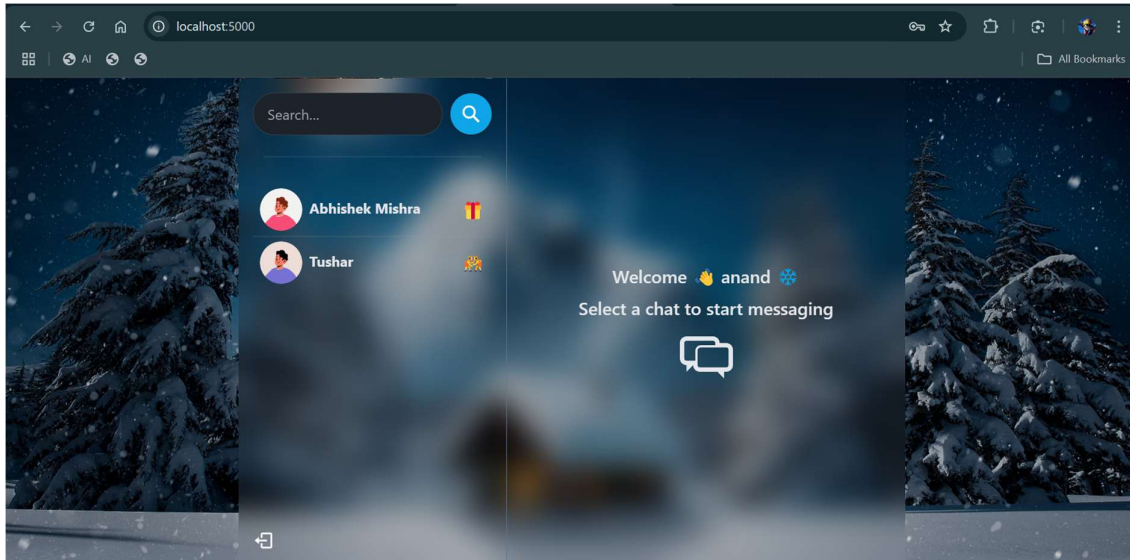 localhost:5000
AI
All Bookmarks
Search...
Abhishek Mishra
Tushar
Welcome 👋 anand ❄️
Select a chat to start messaging